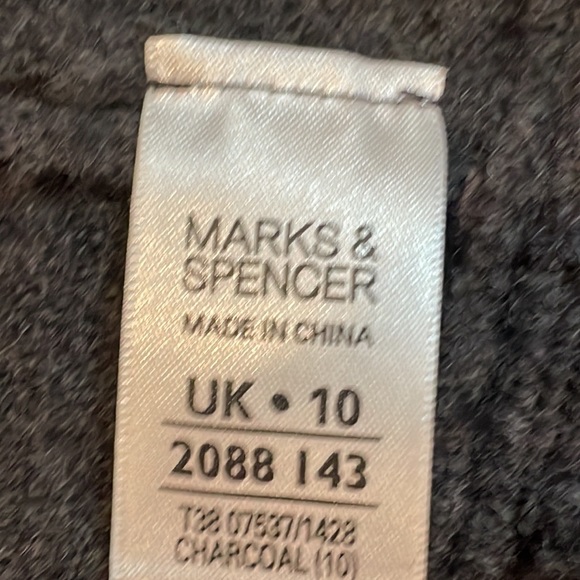 MARKS &
SPENCER
MADE IN CHINA
UK • 10
2088 143
T38 07537/1428
CHARCOAL (10)